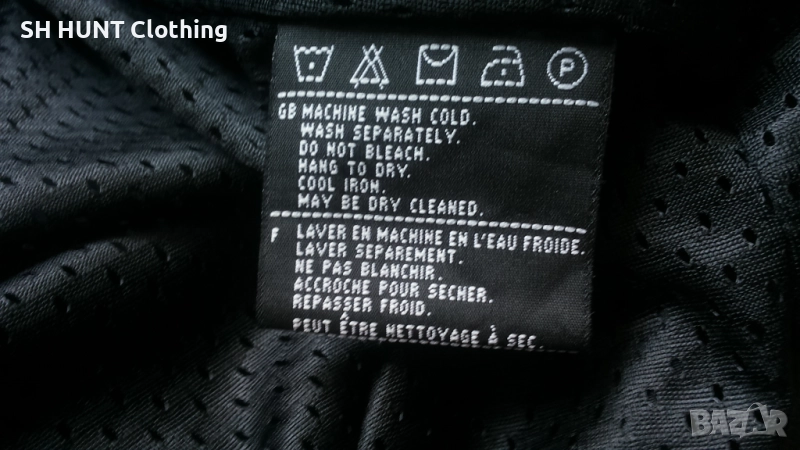 SH HUNT Clothing
P
GB MACHINE WASH COLD.
WASH SEPARATELY.
DO NOT BLEACH.
HANG TO DRY.
COOL IRON.
MAY BE DRY CLEANED.
F LAVER EN MACHINE EN L'EAU FROIDE.
LAVER SEPAREMENT.
NE PAS BLANCHIR.
ACCROCHE POUR SECHER.
REPASSER FROID.
PEUT ÊTRE NETTOYAGE À SEC.
BAZAR